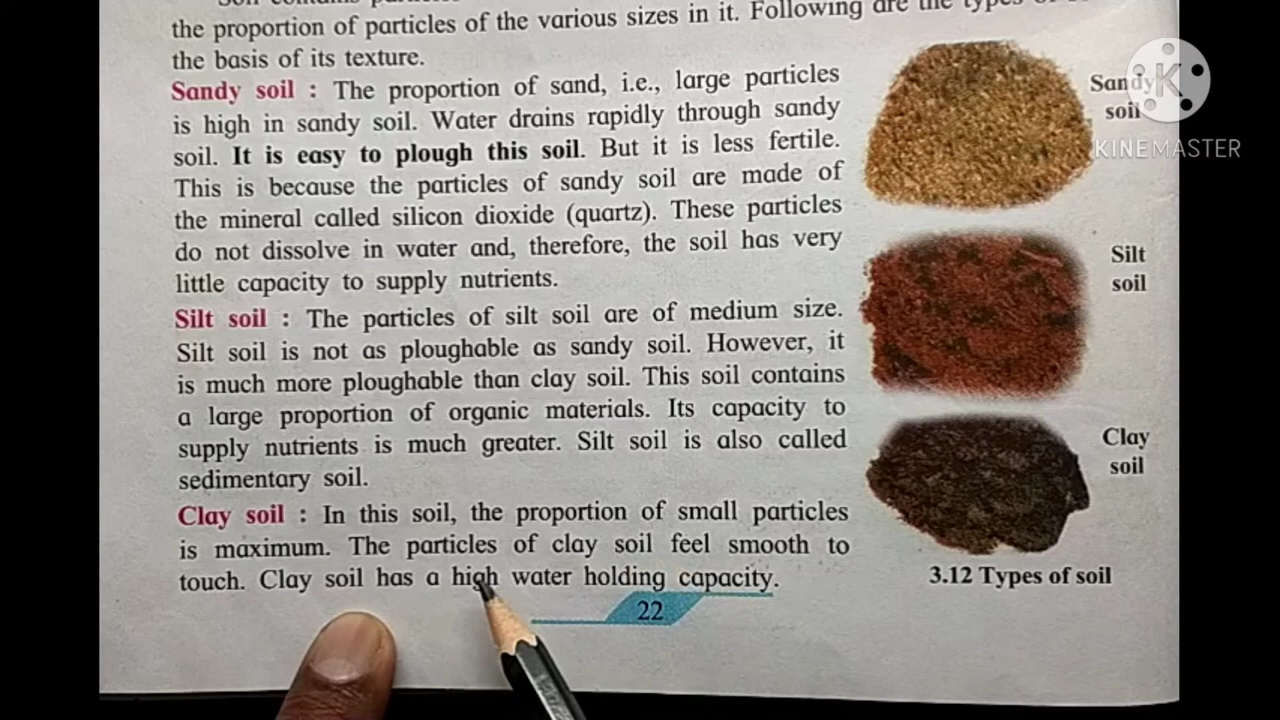 the proportion of particles of the various sizes in it. Following are the types of
the basis of its texture.
Sandy soil : The proportion of sand, i.e., large particles
is high in sandy soil. Water drains rapidly through sandy
soil. It is easy to plough this soil. But it is less fertile.
This is because the particles of sandy soil are made of
the mineral called silicon dioxide (quartz). These particles
do not dissolve in water and, therefore, the soil has very
little capacity to supply nutrients.
Silt soil : The particles of silt soil are of medium size.
Silt soil is not as ploughable as sandy soil. However, it
is much more ploughable than clay soil. This soil contains
a large proportion of organic materials. Its capacity to
supply nutrients is much greater. Silt soil is also called
sedimentary soil.
Clay soil : In this soil, the proportion of small particles
is maximum. The particles of clay soil feel smooth to
touch. Clay soil has a high water holding capacity.
22
Sandy
soil
Silt
soil
Clay
soil
3.12 Types of soil
K
KINEMASTER